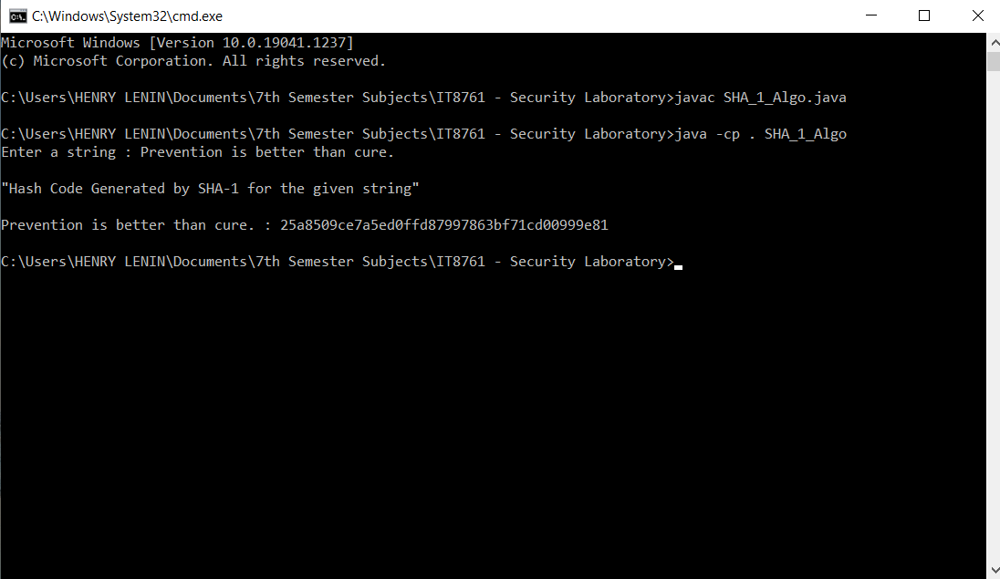 C:\Windows\System32\cmd.exe
Microsoft Windows [Version 10.0.19041.1237]
(c) Microsoft Corporation. All rights reserved.
C:\Users\HENRY LENIN\Documents\7th Semester Subjects\IT8761 - Security Laboratory>javac SHA_1_Algo.java
C:\Users\HENRY LENIN\Documents\7th Semester Subjects\IT8761 - Security Laboratory>java -cp . SHA_1_Algo
Enter a string : Prevention is better than cure.
"Hash Code Generated by SHA-1 for the given string"
Prevention is better than cure. : 25a8509ce7a5ed0ffd87997863bf71cd00999e81
C:\Users\HENRY LENIN\Documents\7th Semester Subjects\IT8761 - Security Laboratory>